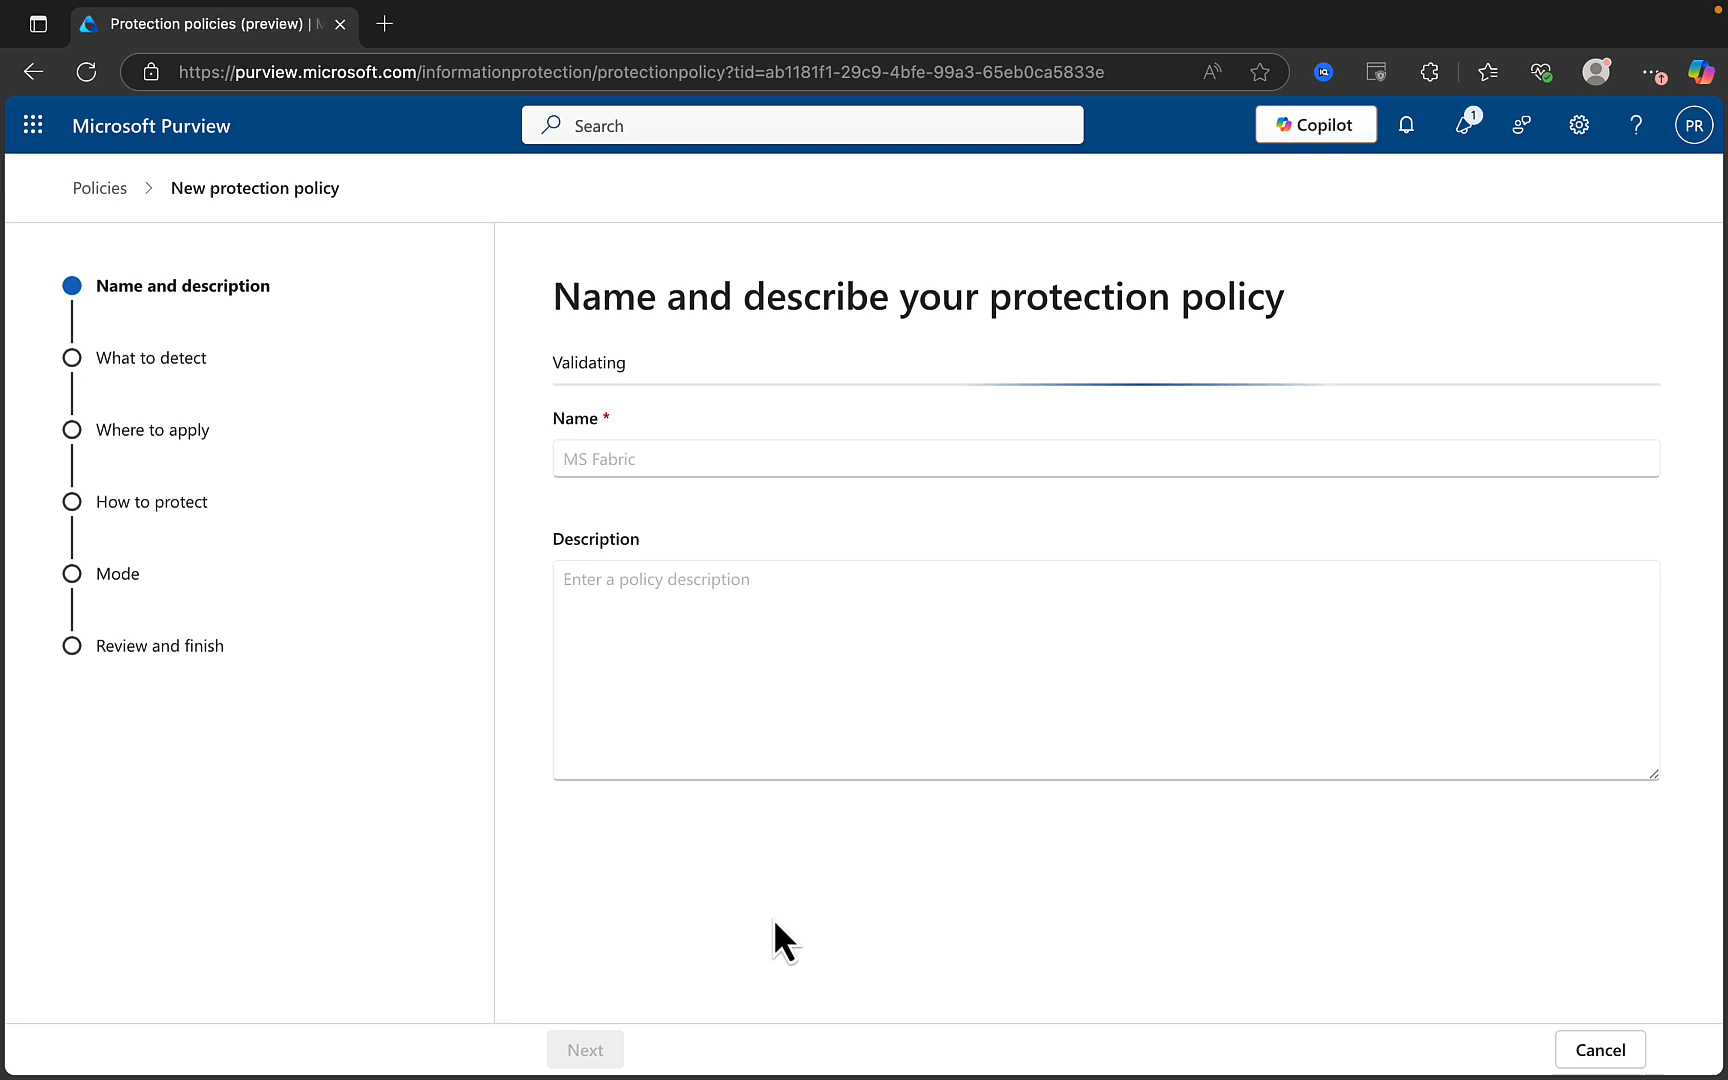 Protection policies (preview) |
https://purview.microsoft.com/informationprotection/protectionpolicy?tid=ab1181f1-29c9-4bfe-99a3-65eb0ca5833e
Microsoft Purview
Search
Copilot
1
PR
Policies > New protection policy
Name and description
What to detect
Where to apply
How to protect
Mode
Review and finish
Name and describe your protection policy
Validating
Name *
MS Fabric
Description
Enter a policy description
Next
Cancel